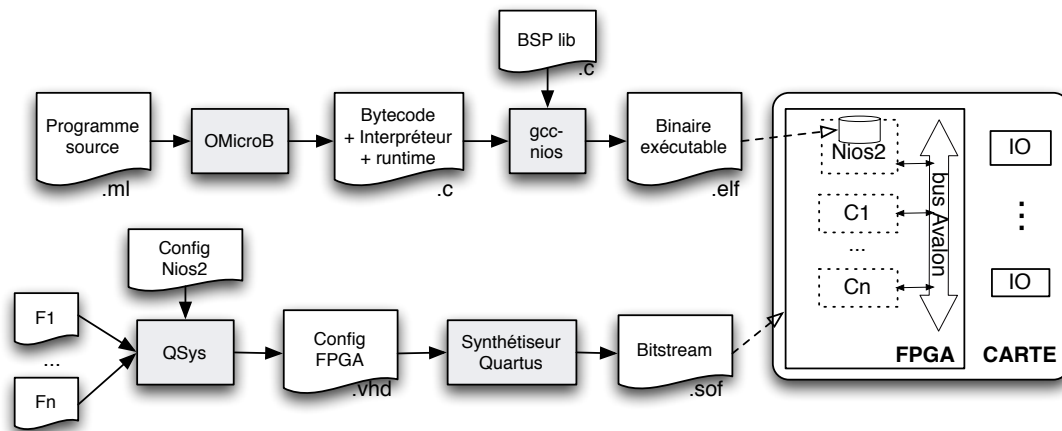 BSP lib
.c
Programme
source
.ml
OMicroB
Bytecode
+ Interpréteur
+ runtime
.c
gcc-
nios
Binaire
exécutable
.elf
Config
Nios2
F1
...
Fn
QSys
Config
FPGA
.vhd
Synthétiseur
Quartus
Bitstream
.sof
Nios2
C1
...
Cn
bus Avalon
FPGA
IO
IO
CARTE